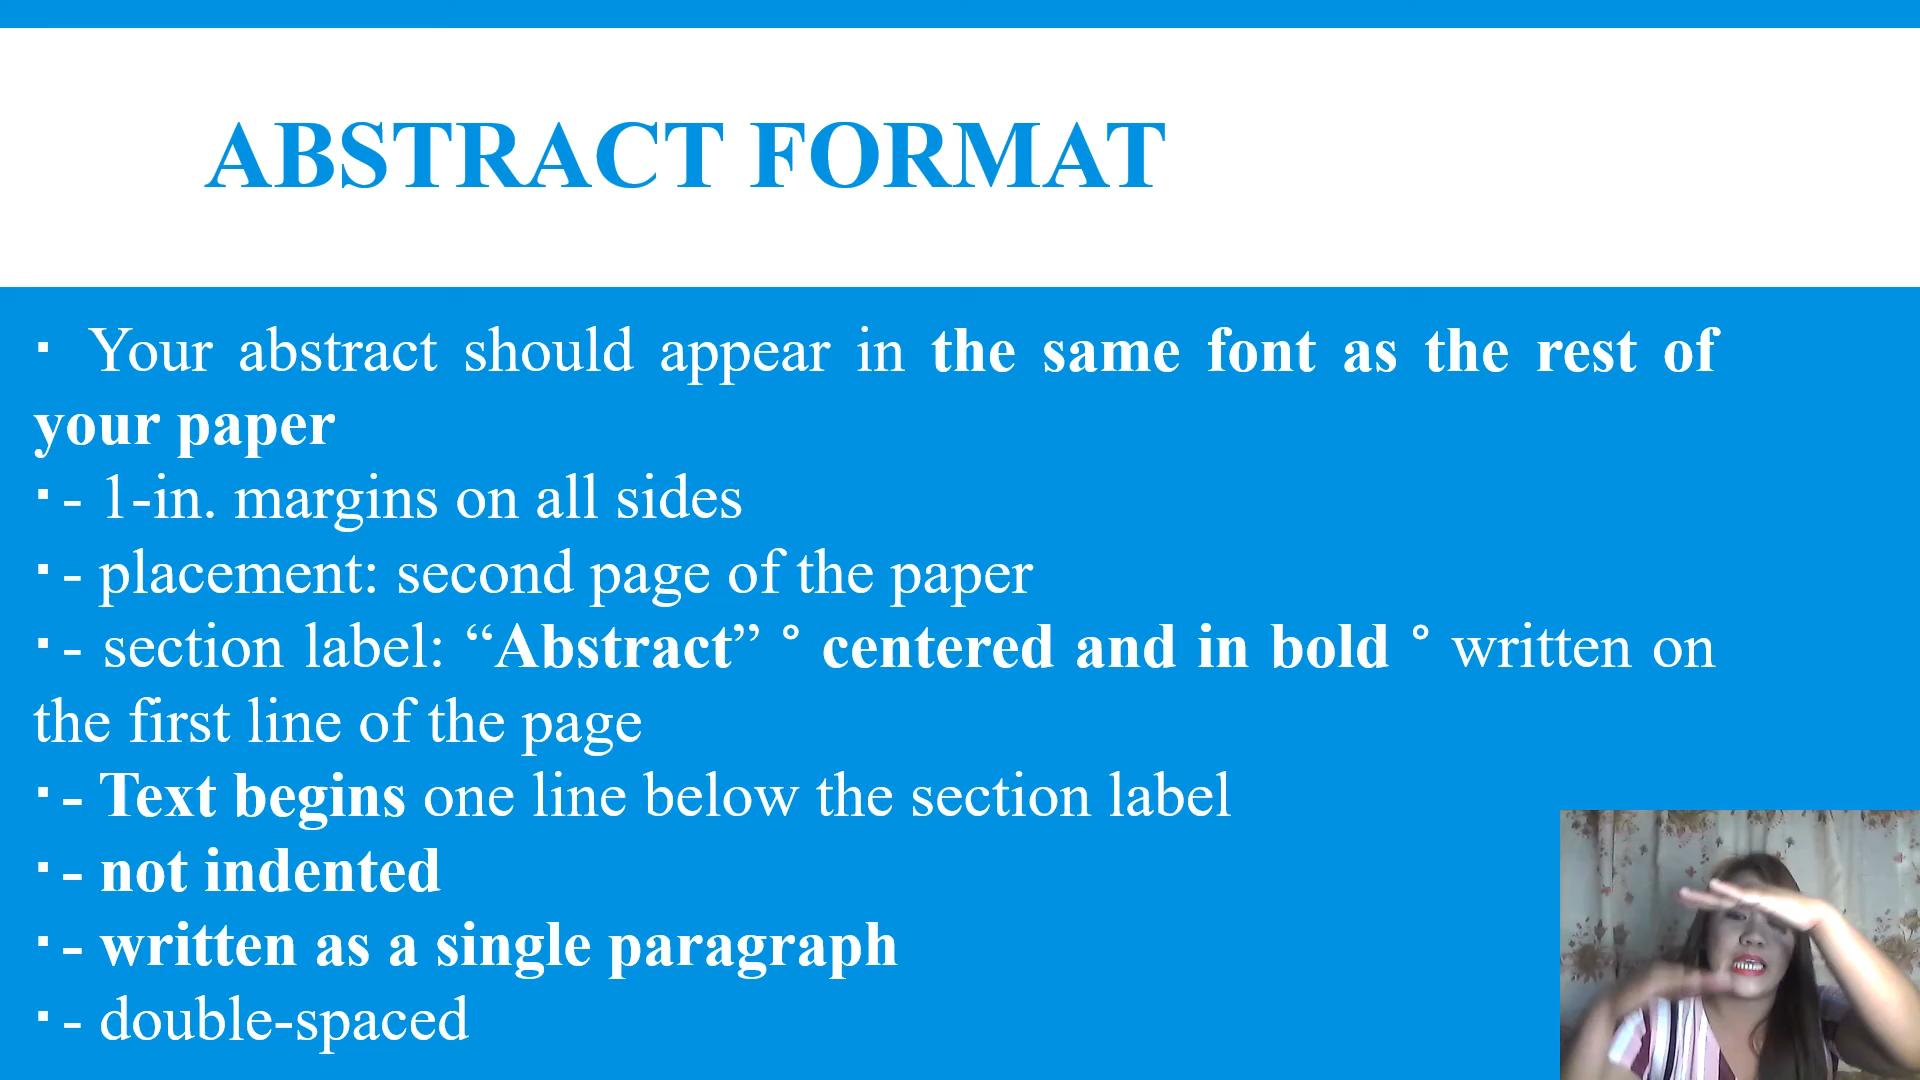 ABSTRACT FORMAT
▪ Your abstract should appear in the same font as the rest of
your paper
▪ - 1-in. margins on all sides
▪ - placement: second page of the paper
▪ - section label: “Abstract” ° centered and in bold ° written on
the first line of the page
▪ - Text begins one line below the section label
▪ - not indented
▪ - written as a single paragraph
▪ - double-spaced